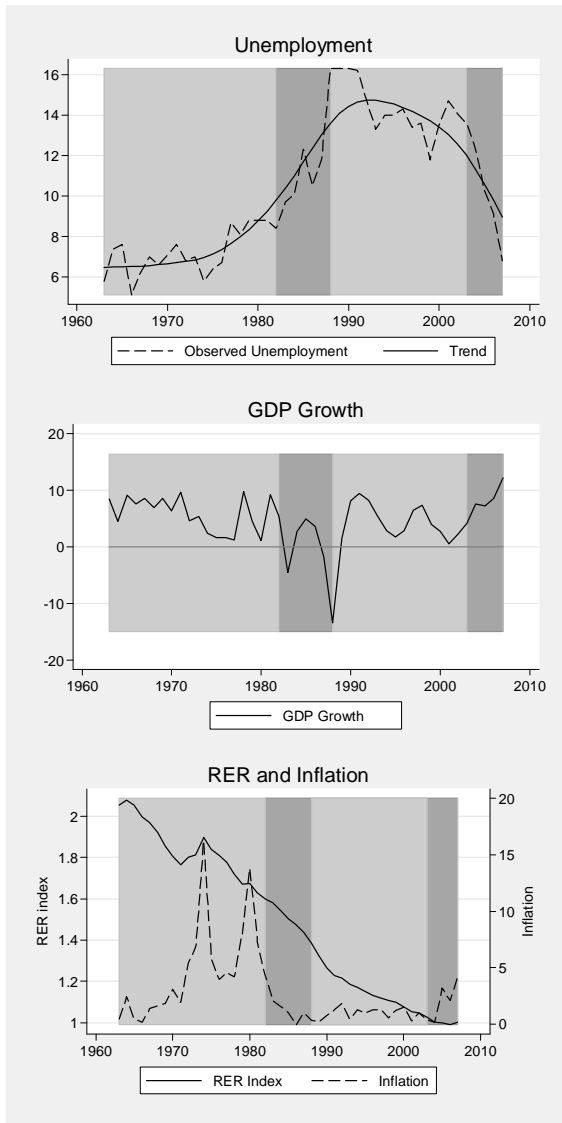 Unemployment
16
14
12
10
8
6
1960 1970 1980 1990 2000 2010
Observed Unemployment Trend
GDP Growth
20
10
0
-10
-20
1960 1970 1980 1990 2000 2010
GDP Growth
RER and Inflation
2
1.8
1.6
1.4
1.2
1
RER index
20
15
10
5
0
Inflation
1960 1970 1980 1990 2000 2010
RER Index Inflation